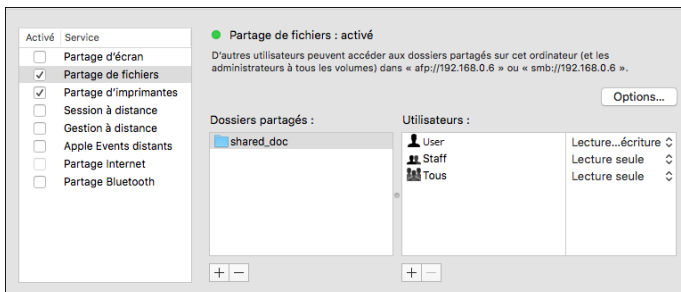 Activé Service
Partage d'écran
Partage de fichiers
Partage d'imprimantes
Session à distance
Gestion à distance
Apple Events distants
Partage Internet
Partage Bluetooth
Partage de fichiers : activé
D'autres utilisateurs peuvent accéder aux dossiers partagés sur cet ordinateur (et les
administrateurs à tous les volumes) dans « afp://192.168.0.6 » ou « smb://192.168.0.6 ».
Options...
Dossiers partagés :
shared_doc
Utilisateurs :
User Lecture...écriture
Staff Lecture seule
Tous Lecture seule